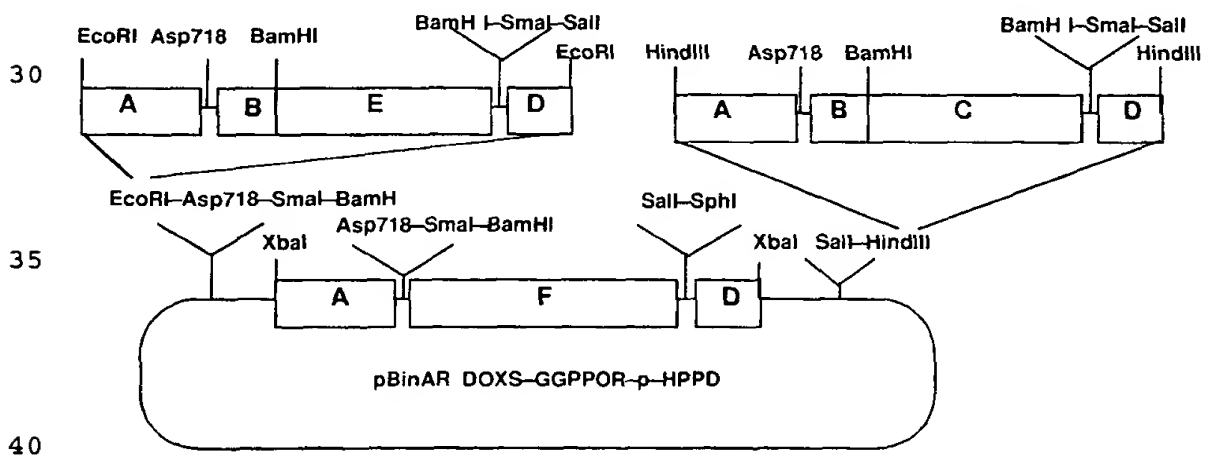 BamH I–SmaI–SalI
BamH I–SmaI–SalI
EcoRI Asp718 BamHI
EcoRI
HindIII Asp718 BamHI
HindIII
30
A B E D
A B C D
EcoRI–Asp718–SmaI–BamH
SalI–SphI
Asp718–SmaI–BamHI
35
XbaI
XbaI
SalI–HindIII
A F D
pBinAR DOXS–GGPPOR–p–HPPD
40